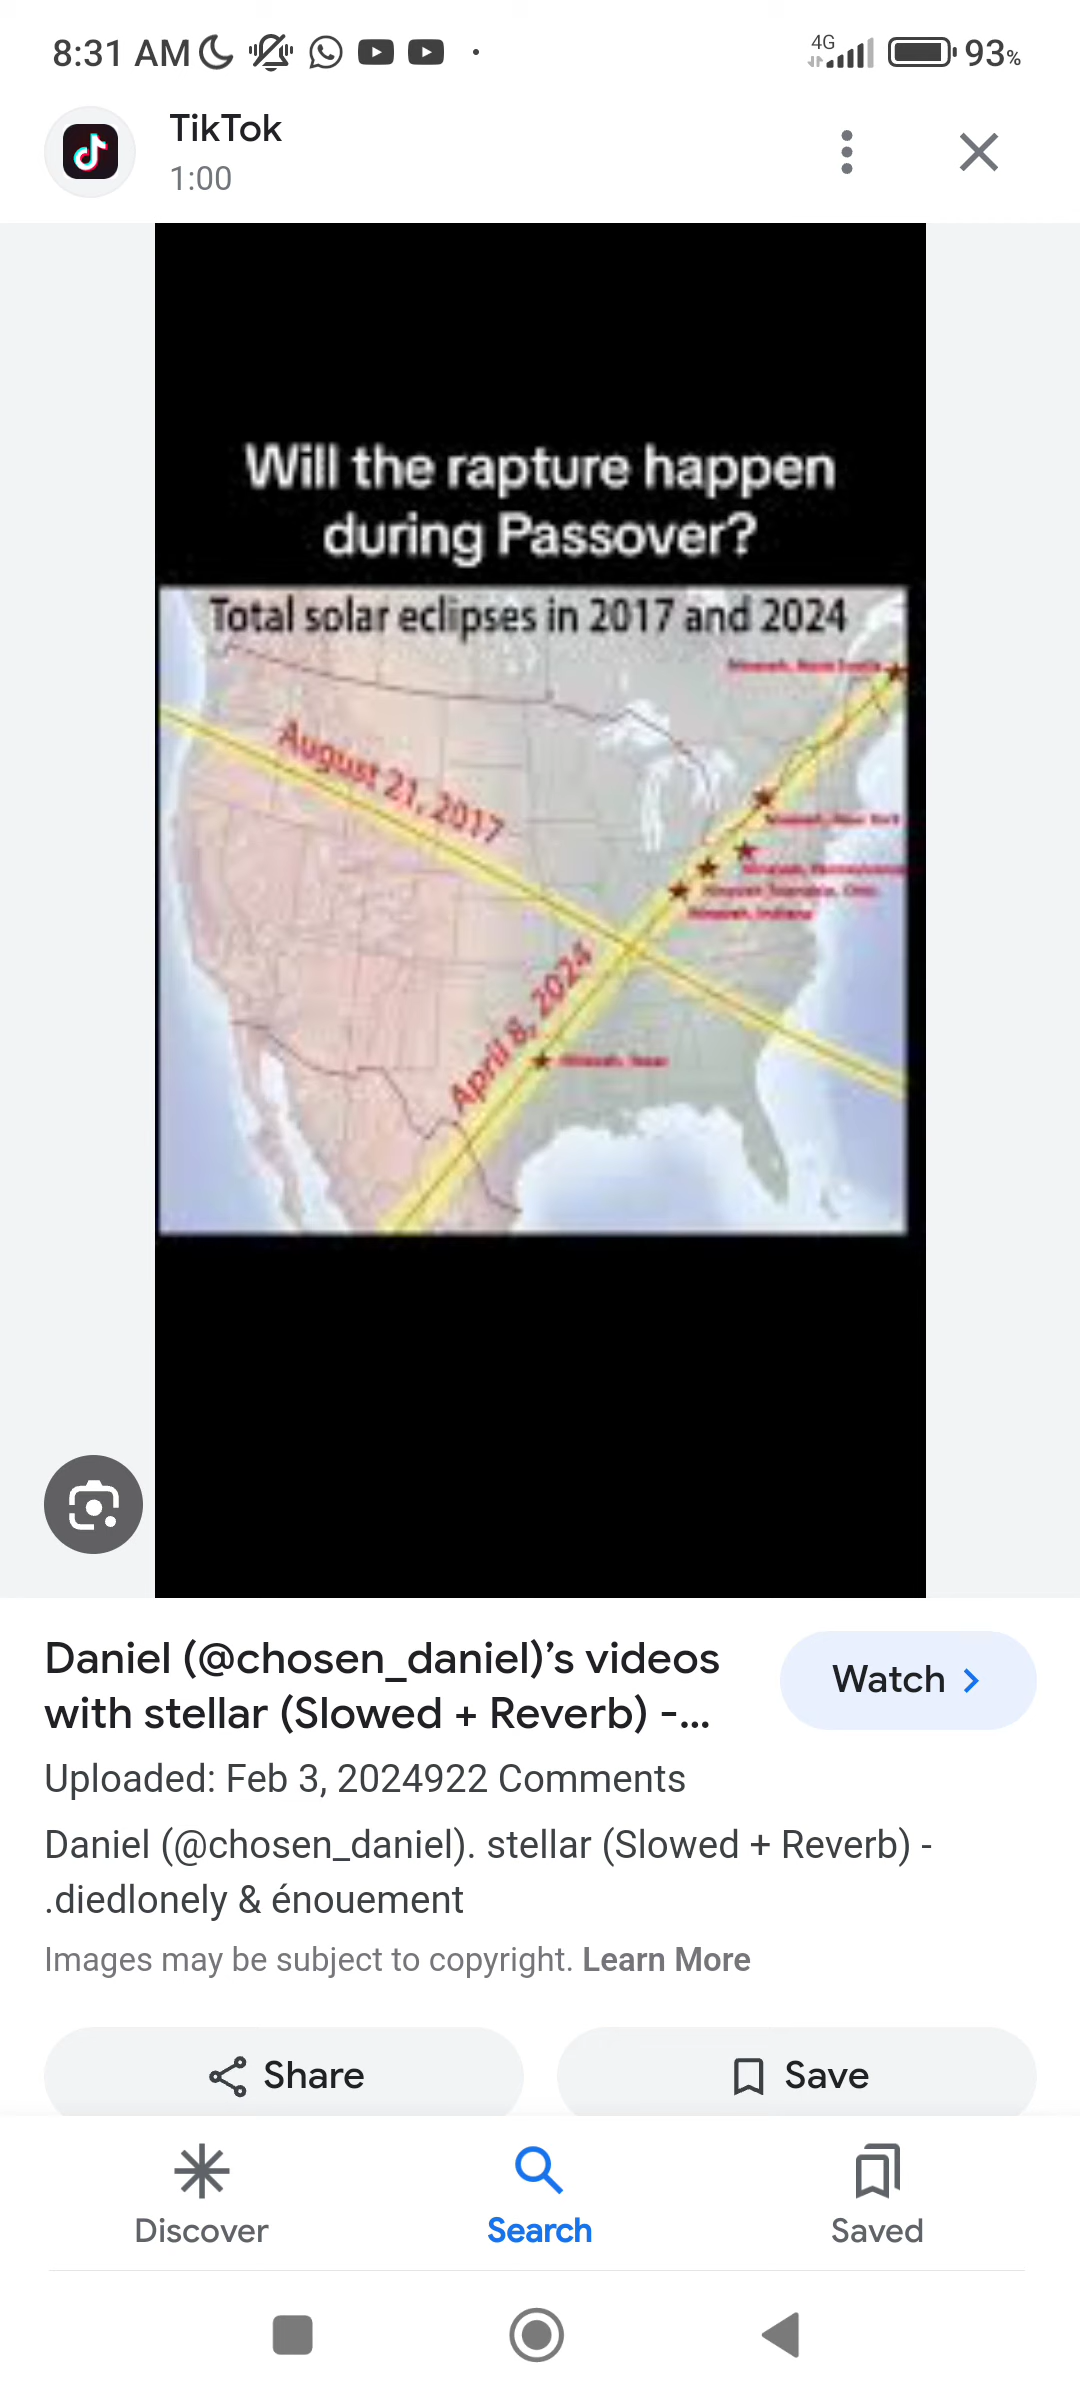 8:31 AM
4G
93%
TikTok
1:00
Will the rapture happen
during Passover?
Total solar eclipses in 2017 and 2024
August 21, 2017
April 8, 2024
Daniel (@chosen_daniel)’s videos
with stellar (Slowed + Reverb) -...
Watch
Uploaded: Feb 3, 2024922 Comments
Daniel (@chosen_daniel). stellar (Slowed + Reverb) -
.diedlonely & énouement
Images may be subject to copyright. Learn More
Share
Save
Discover
Search
Saved